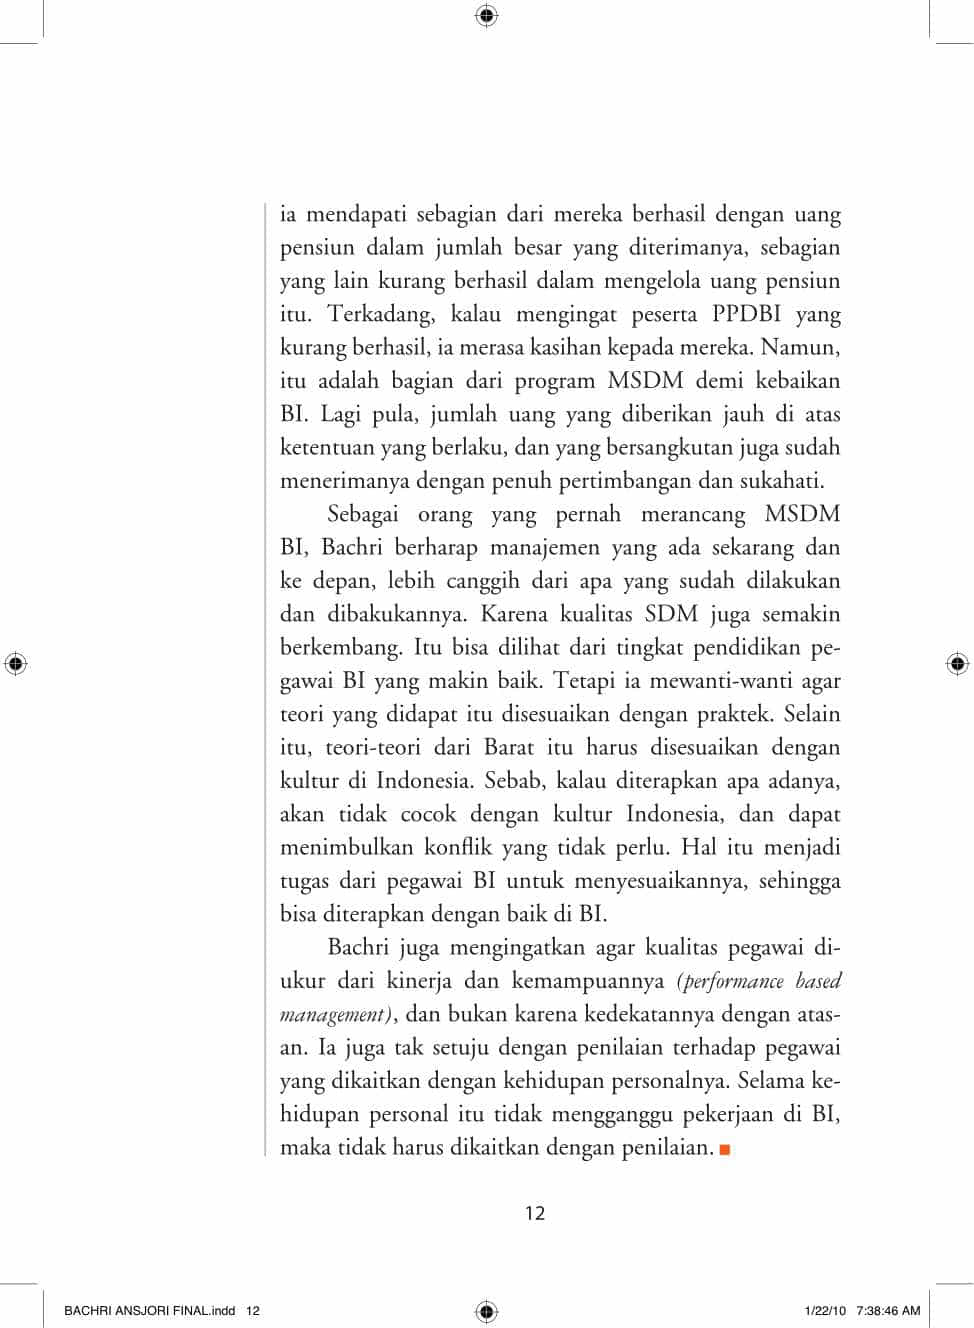 ia mendapati sebagian dari mereka berhasil dengan uang
pensiun dalam jumlah besar yang diterimanya, sebagian
yang lain kurang berhasil dalam mengelola uang pensiun
itu. Terkadang, kalau mengingat peserta PPDBI yang
kurang berhasil, ia merasa kasihan kepada mereka. Namun,
itu adalah bagian dari program MSDM demi kebaikan
BI. Lagi pula, jumlah uang yang diberikan jauh di atas
ketentuan yang berlaku, dan yang bersangkutan juga sudah
menerimanya dengan penuh pertimbangan dan sukahati.
Sebagai orang yang pernah merancang MSDM
BI, Bachri berharap manajemen yang ada sekarang dan
ke depan, lebih canggih dari apa yang sudah dilakukan
dan dibakukannya. Karena kualitas SDM juga semakin
berkembang. Itu bisa dilihat dari tingkat pendidikan pe-
gawai BI yang makin baik. Tetapi ia mewanti-wanti agar
teori yang didapat itu disesuaikan dengan praktek. Selain
itu, teori-teori dari Barat itu harus disesuaikan dengan
kultur di Indonesia. Sebab, kalau diterapkan apa adanya,
akan tidak cocok dengan kultur Indonesia, dan dapat
menimbulkan konflik yang tidak perlu. Hal itu menjadi
tugas dari pegawai BI untuk menyesuaikannya, sehingga
bisa diterapkan dengan baik di BI.
Bachri juga mengingatkan agar kualitas pegawai di-
ukur dari kinerja dan kemampuannya (performance based
management), dan bukan karena kedekatannya dengan atas-
an. Ia juga tak setuju dengan penilaian terhadap pegawai
yang dikaitkan dengan kehidupan personalnya. Selama ke-
hidupan personal itu tidak mengganggu pekerjaan di BI,
maka tidak harus dikaitkan dengan penilaian.
12
BACHRI ANSJORI FINAL.indd 12
1/22/10 7:38:46 AM